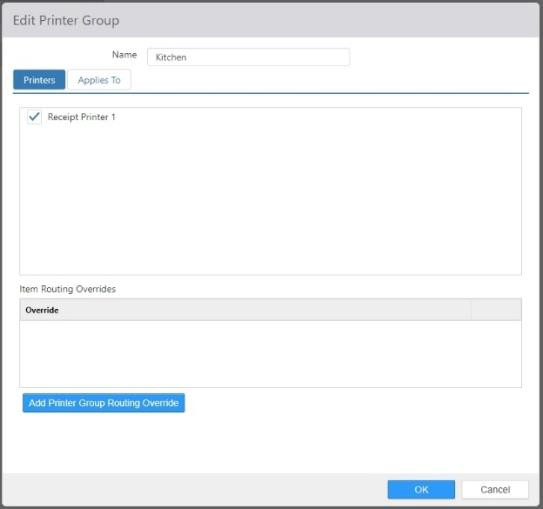 Edit Printer Group
Name Kitchen
Printers Applies To
Receipt Printer 1
Item Routing Overrides
Override
Add Printer Group Routing Override
OK Cancel